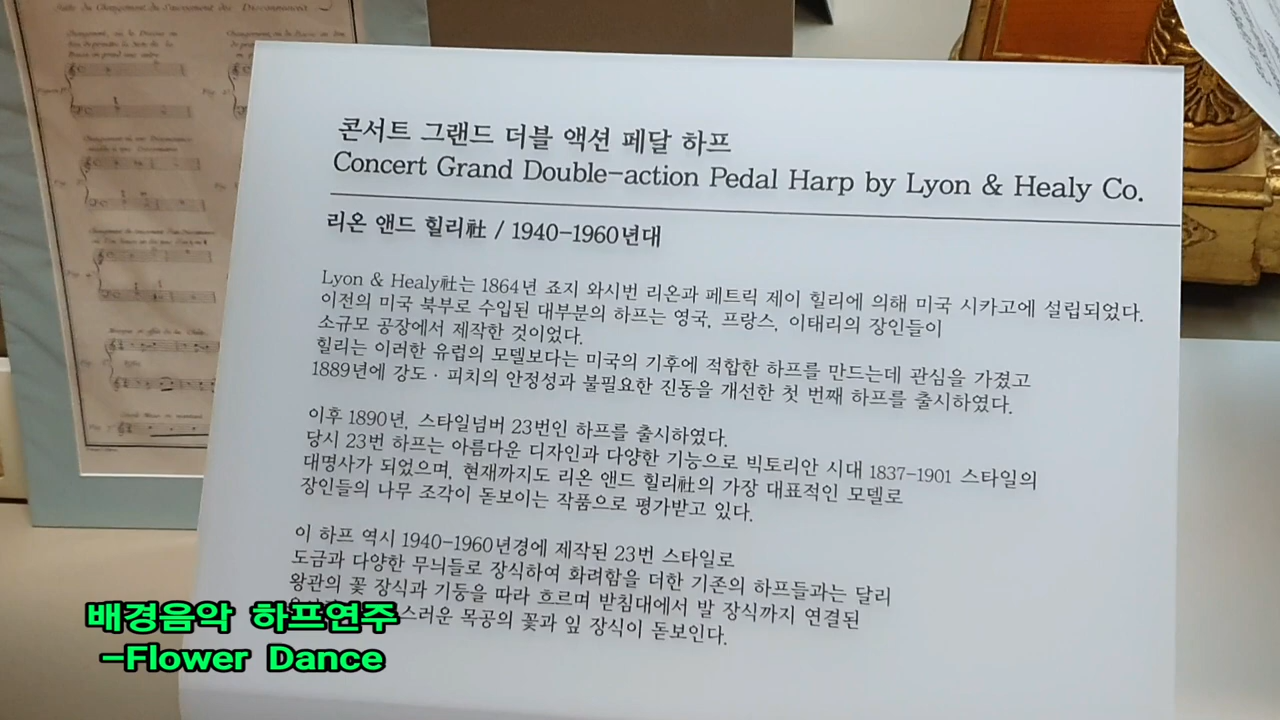 콘서트 그랜드 더블 액션 페달 하프
Concert Grand Double-action Pedal Harp by Lyon & Healy Co.
리온 앤드 힐리社 / 1940-1960년대
Lyon & Healy社는 1864년 죠지 와시번 리온과 페트릭 제이 힐리에 의해 미국 시카고에 설립되었다.
이전의 미국 북부로 수입된 대부분의 하프는 영국, 프랑스, 이태리의 장인들이
소규모 공장에서 제작한 것이었다.
힐리는 이러한 유럽의 모델보다는 미국의 기후에 적합한 하프를 만드는데 관심을 가졌고
1889년에 강도 · 피치의 안정성과 불필요한 진동을 개선한 첫 번째 하프를 출시하였다.
이후 1890년, 스타일넘버 23번인 하프를 출시하였다.
당시 23번 하프는 아름다운 디자인과 다양한 기능으로 빅토리안 시대 1837-1901 스타일의
대명사가 되었으며, 현재까지도 리온 앤드 힐리社의 가장 대표적인 모델로
장인들의 나무 조각이 돋보이는 작품으로 평가받고 있다.
이 하프 역시 1940-1960년경에 제작된 23번 스타일로
도금과 다양한 무늬들로 장식하여 화려함을 더한 기존의 하프들과는 달리
왕관의 꽃 장식과 기둥을 따라 흐르며 받침대에서 발 장식까지 연결된
스러운 목공의 꽃과 잎 장식이 돋보인다.
배경음악 하프연주
-Flower Dance